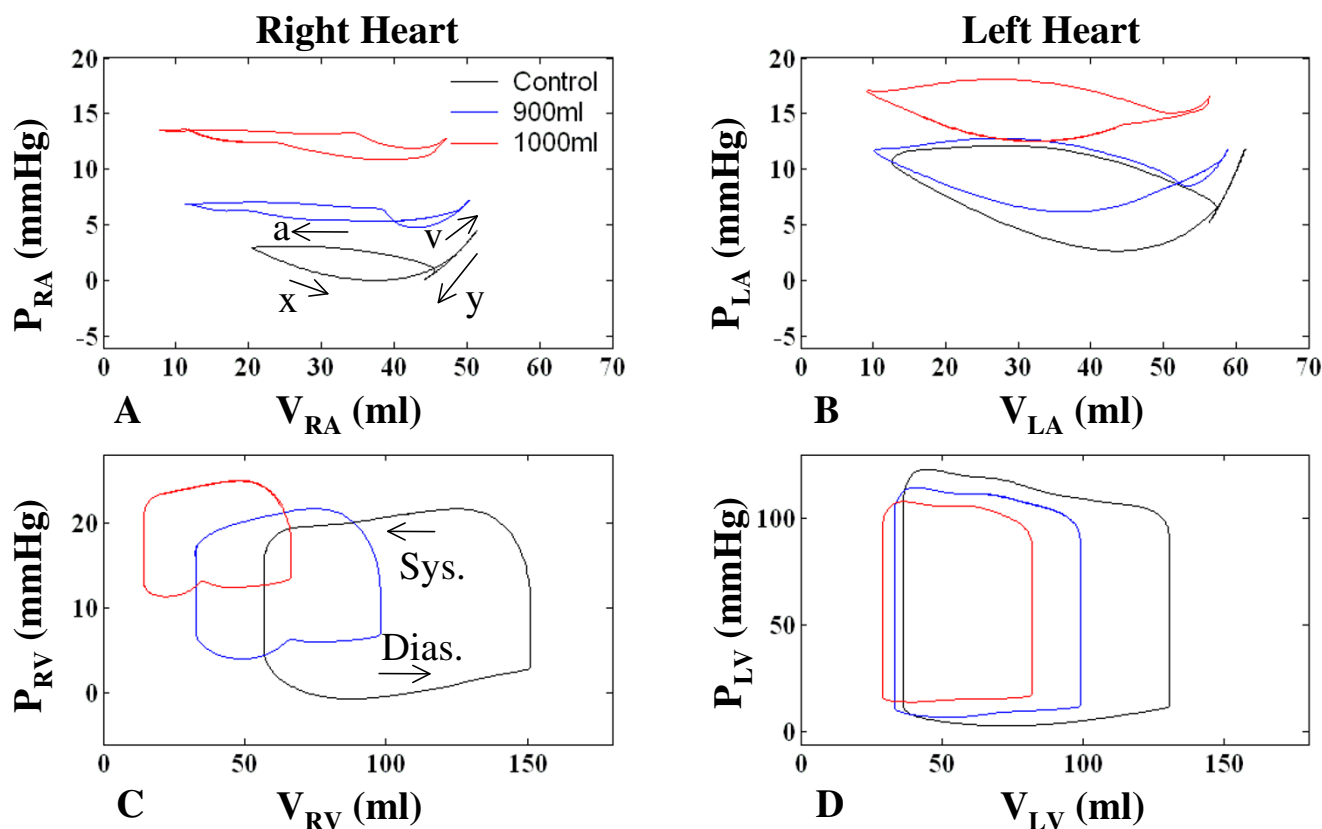 Right Heart
Left Heart
20
15
10
5
0
-5
P_RA (mmHg)
Control
900ml
1000ml
a
v
x
y
0 10 20 30 40 50 60 70
A
V_RA (ml)
20
15
10
5
0
-5
P_LA (mmHg)
0 10 20 30 40 50 60 70
B
V_LA (ml)
20
10
0
P_RV (mmHg)
Sys.
Dias.
50 100 150
C
V_RV (ml)
100
50
0
P_LV (mmHg)
0 50 100 150
D
V_LV (ml)